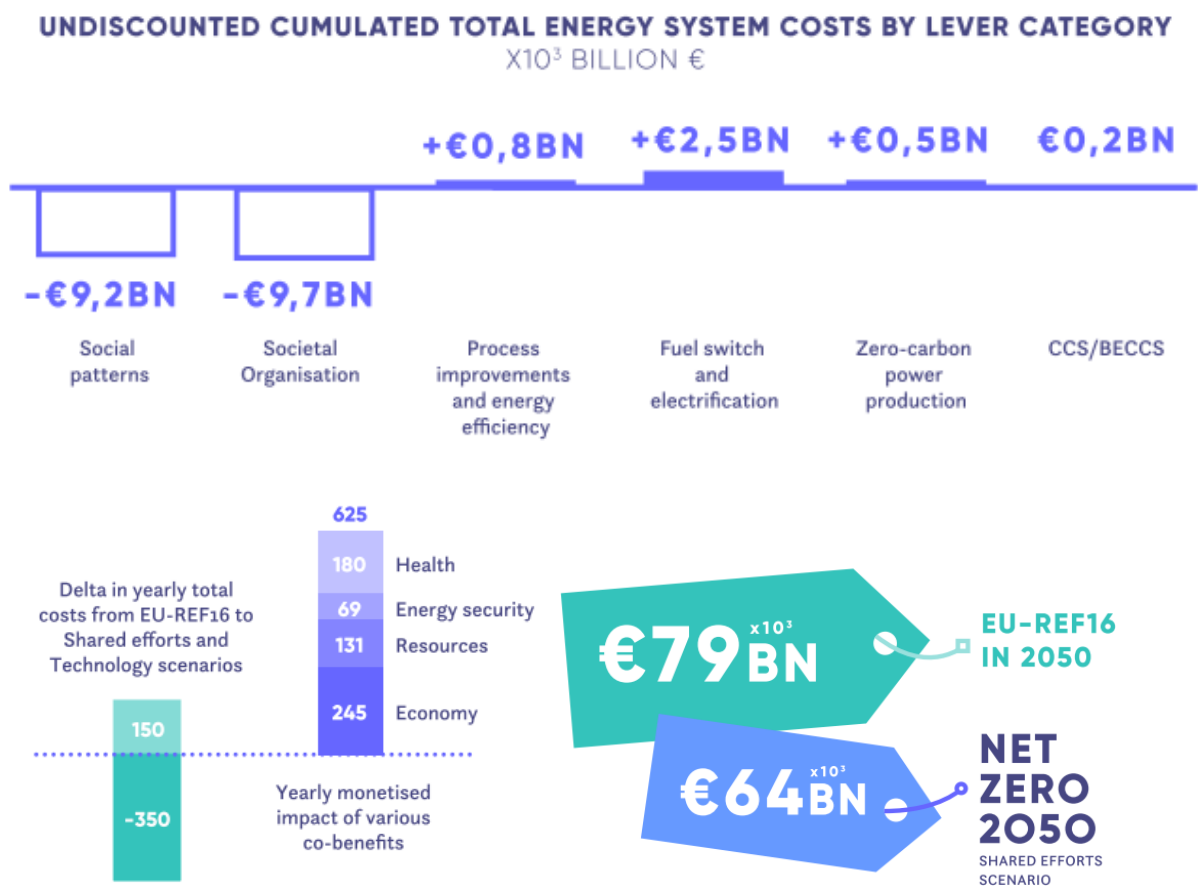 UNDISCOUNTED CUMULATED TOTAL ENERGY SYSTEM COSTS BY LEVER CATEGORY
X10³ BILLION €
+€0,8BN
+€2,5BN
+€0,5BN
€0,2BN
-€9,2BN
-€9,7BN
Social
patterns
Societal
Organisation
Process
improvements
and energy
efficiency
Fuel switch
and
electrification
Zero-carbon
power
production
CCS/BECCS
Delta in yearly total
costs from EU-REF16 to
Shared efforts and
Technology scenarios
150
-350
625
180 Health
69 Energy security
131 Resources
245 Economy
Yearly monetised
impact of various
co-benefits
€79 x10³ BN
EU-REF16
IN 2050
€64 x10³ BN
NET
ZERO
2050
SHARED EFFORTS
SCENARIO